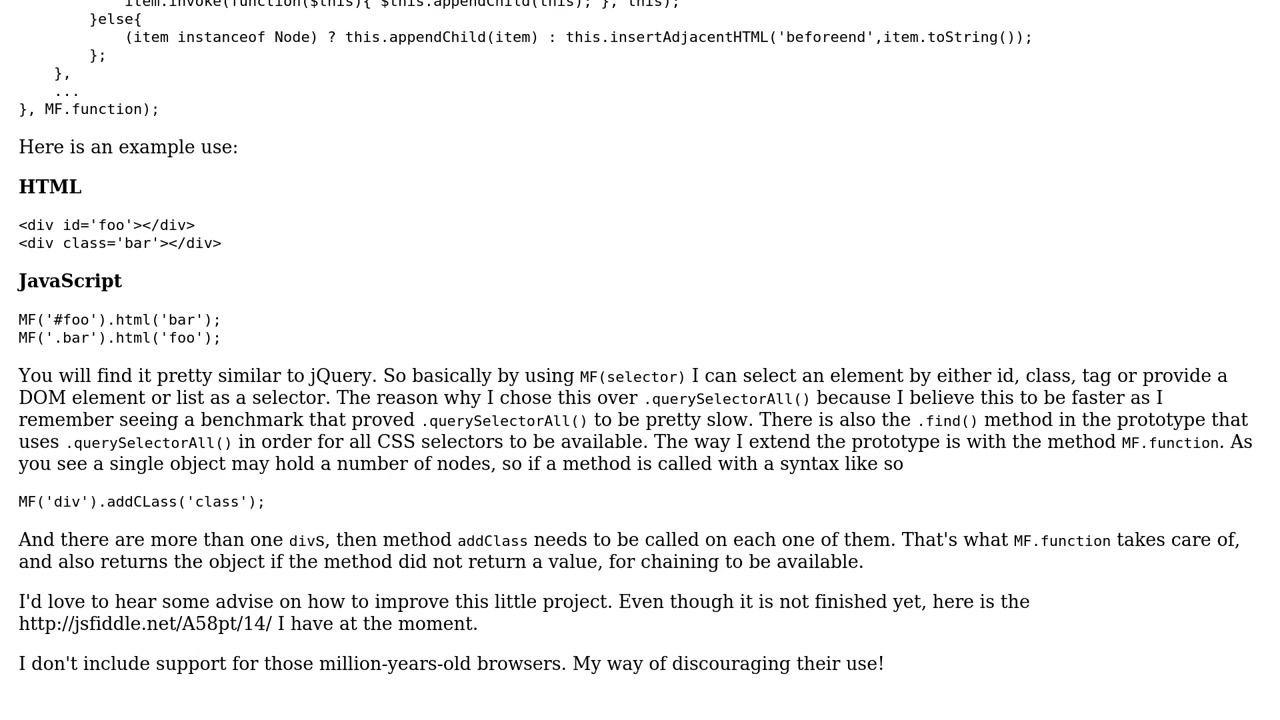 item.invoke(function($this){ $this.appendChild(this); }, this);
}else{
(item instanceof Node) ? this.appendChild(item) : this.insertAdjacentHTML('beforeend',item.toString());
};
},
...
}, MF.function);
Here is an example use:
HTML
<div id='foo'></div>
<div class='bar'></div>
JavaScript
MF('#foo').html('bar');
MF('.bar').html('foo');
You will find it pretty similar to jQuery. So basically by using MF(selector) I can select an element by either id, class, tag or provide a
DOM element or list as a selector. The reason why I chose this over .querySelectorAll() because I believe this to be faster as I
remember seeing a benchmark that proved .querySelectorAll() to be pretty slow. There is also the .find() method in the prototype that
uses .querySelectorAll() in order for all CSS selectors to be available. The way I extend the prototype is with the method MF.function. As
you see a single object may hold a number of nodes, so if a method is called with a syntax like so
MF('div').addCLass('class');
And there are more than one divs, then method addClass needs to be called on each one of them. That's what MF.function takes care of,
and also returns the object if the method did not return a value, for chaining to be available.
I'd love to hear some advise on how to improve this little project. Even though it is not finished yet, here is the
http://jsfiddle.net/A58pt/14/ I have at the moment.
I don't include support for those million-years-old browsers. My way of discouraging their use!